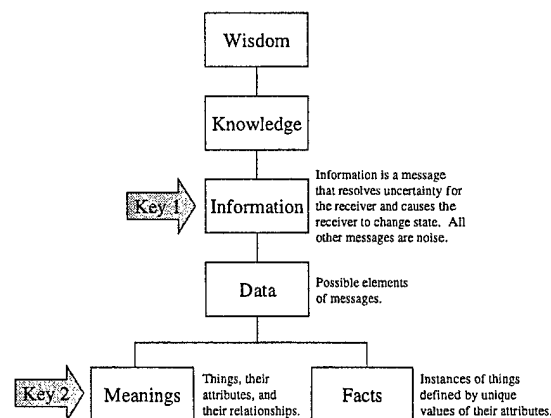 Wisdom
Knowledge
Key 1
Information
Information is a message
that resolves uncertainty for
the receiver and causes the
receiver to change state. All
other messages are noise.
Data
Possible elements
of messages.
Key 2
Meanings
Things, their
attributes, and
their relationships.
Facts
Instances of things
defined by unique
values of their attributes.